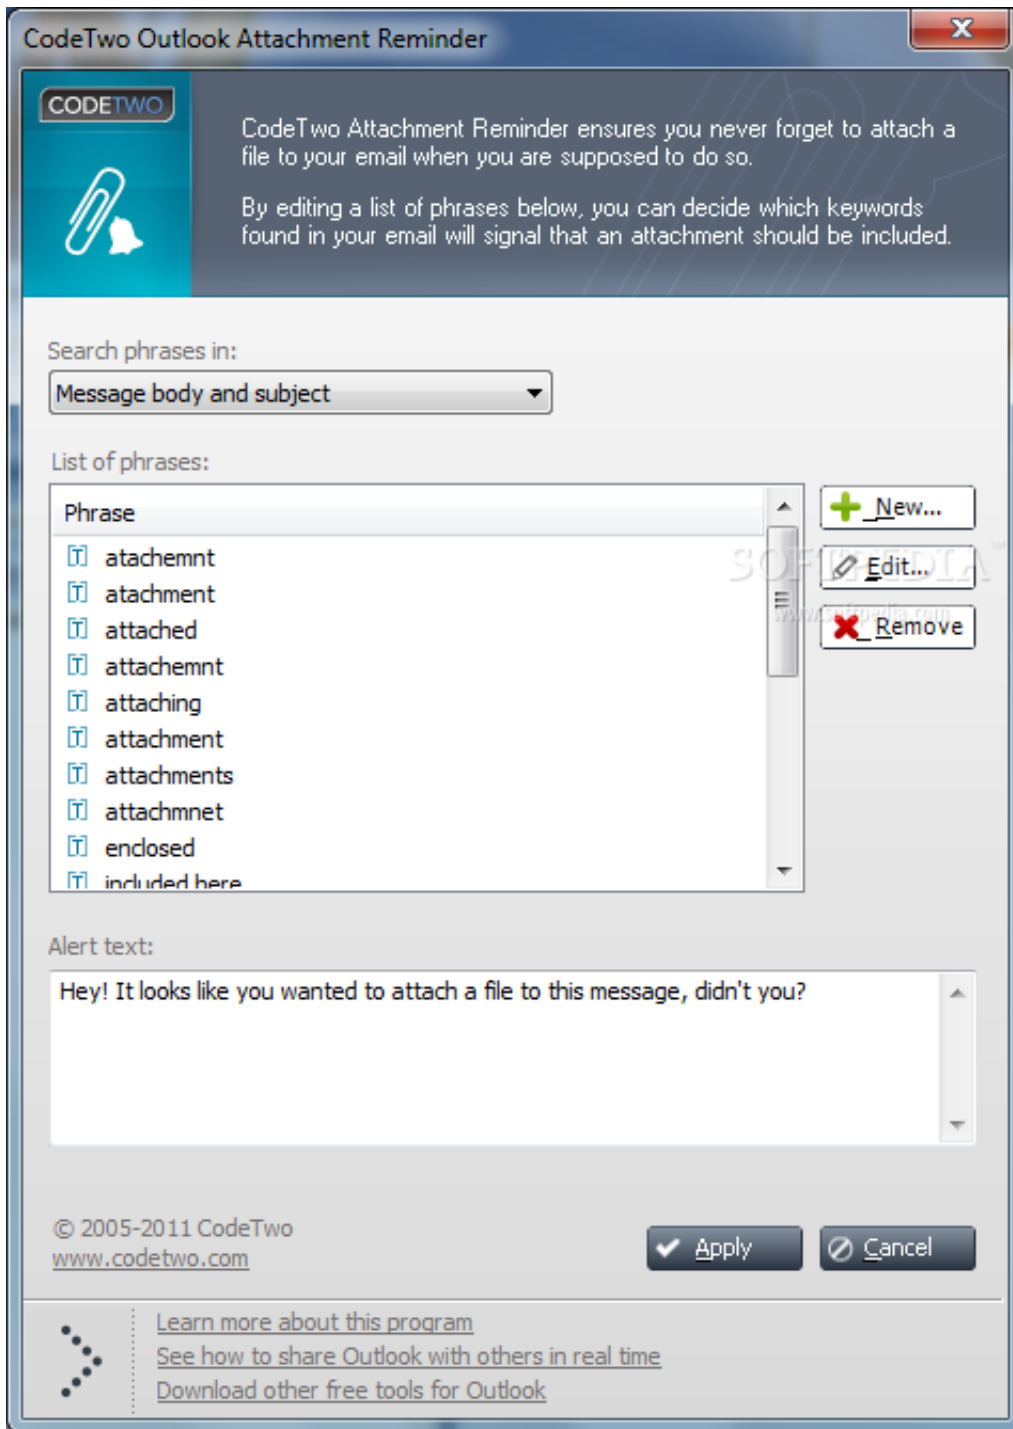 CodeTwo Outlook Attachment Reminder
CODETWO
CodeTwo Attachment Reminder ensures you never forget to attach a
file to your email when you are supposed to do so.
By editing a list of phrases below, you can decide which keywords
found in your email will signal that an attachment should be included.
Search phrases in:
Message body and subject
List of phrases:
Phrase
atachemnt
atachment
attached
attachemnt
attaching
attachment
attachments
attachmnet
enclosed
included here
New...
Edit...
Remove
SOFTPEDIA™
www.softpedia.com
Alert text:
Hey! It looks like you wanted to attach a file to this message, didn't you?
© 2005-2011 CodeTwo
www.codetwo.com
Apply
Cancel
Learn more about this program
See how to share Outlook with others in real time
Download other free tools for Outlook